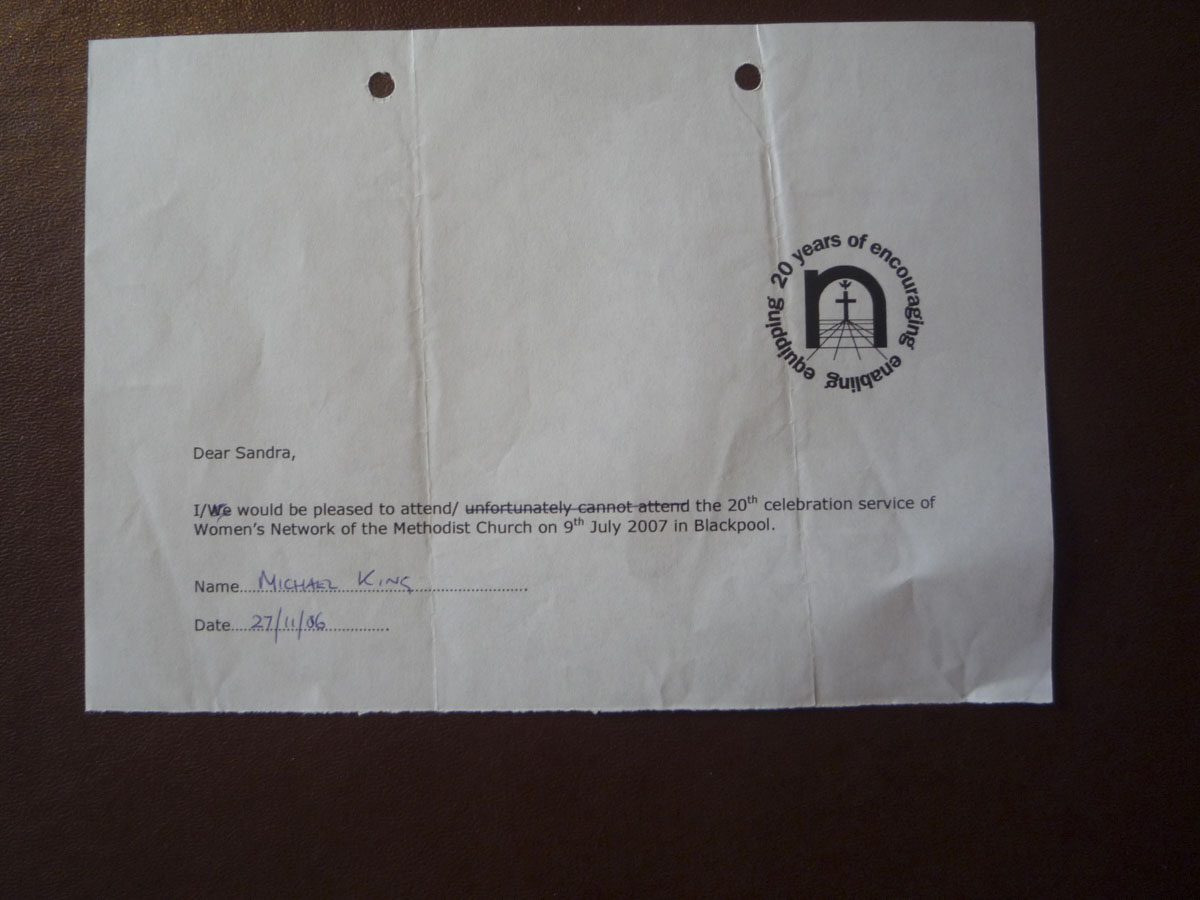 20 years of encouraging enabling equipping
n
Dear Sandra,
I/We would be pleased to attend/ unfortunately cannot attend the 20th celebration service of
Women's Network of the Methodist Church on 9th July 2007 in Blackpool.
Name...MICHAEL KING..............................
Date....27/11/06................